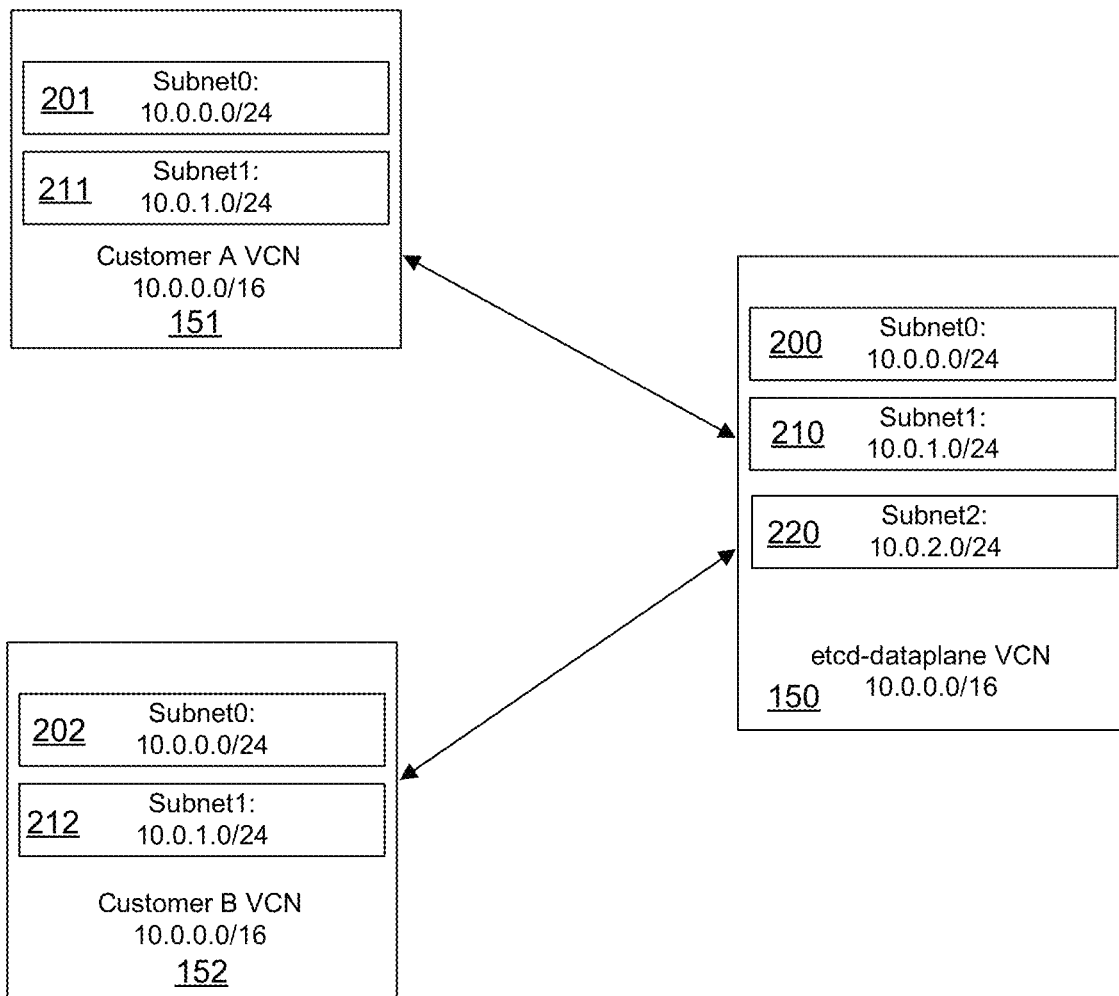 201 Subnet0:
10.0.0.0/24
211 Subnet1:
10.0.1.0/24
Customer A VCN
10.0.0.0/16
151
200 Subnet0:
10.0.0.0/24
210 Subnet1:
10.0.1.0/24
220 Subnet2:
10.0.2.0/24
etcd-dataplane VCN
150 10.0.0.0/16
202 Subnet0:
10.0.0.0/24
212 Subnet1:
10.0.1.0/24
Customer B VCN
10.0.0.0/16
152